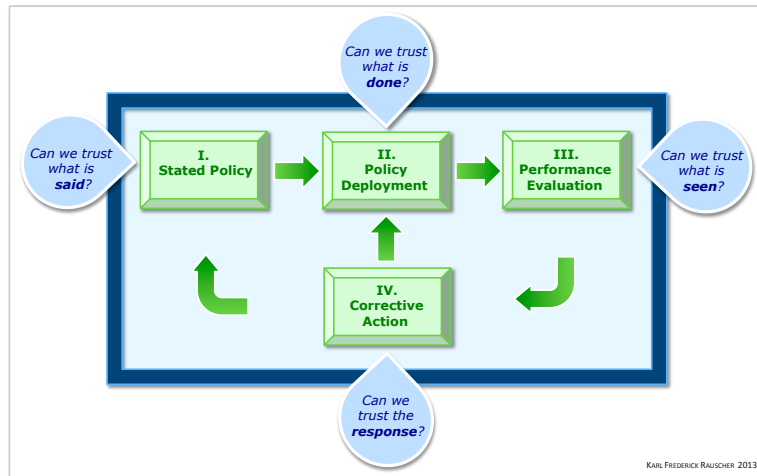 Can we trust
what is
done?
Can we trust
what is
said?
I.
Stated Policy
II.
Policy
Deployment
III.
Performance
Evaluation
Can we trust
what is
seen?
IV.
Corrective
Action
Can we
trust the
response?
KARL FREDERICK RAUSCHER 2013